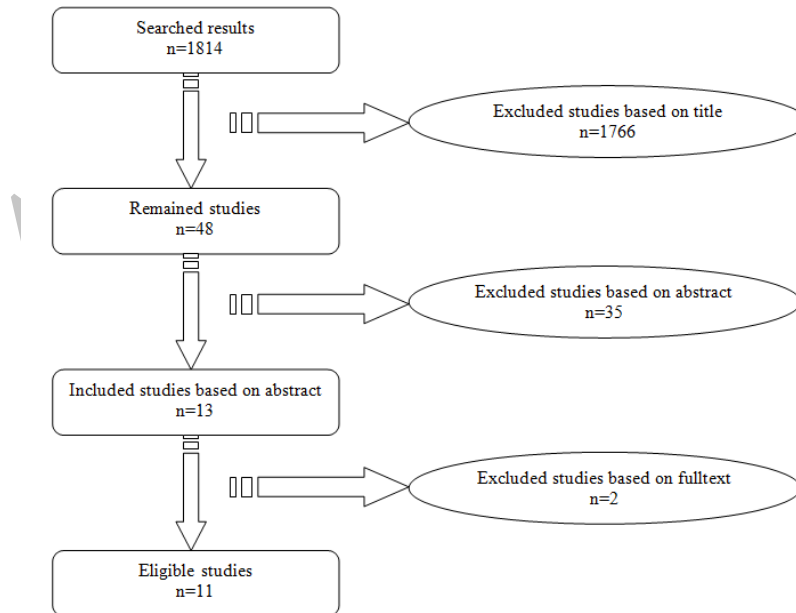 Searched results
n=1814
Excluded studies based on title
n=1766
Remained studies
n=48
Excluded studies based on abstract
n=35
Included studies based on abstract
n=13
Excluded studies based on fulltext
n=2
Eligible studies
n=11